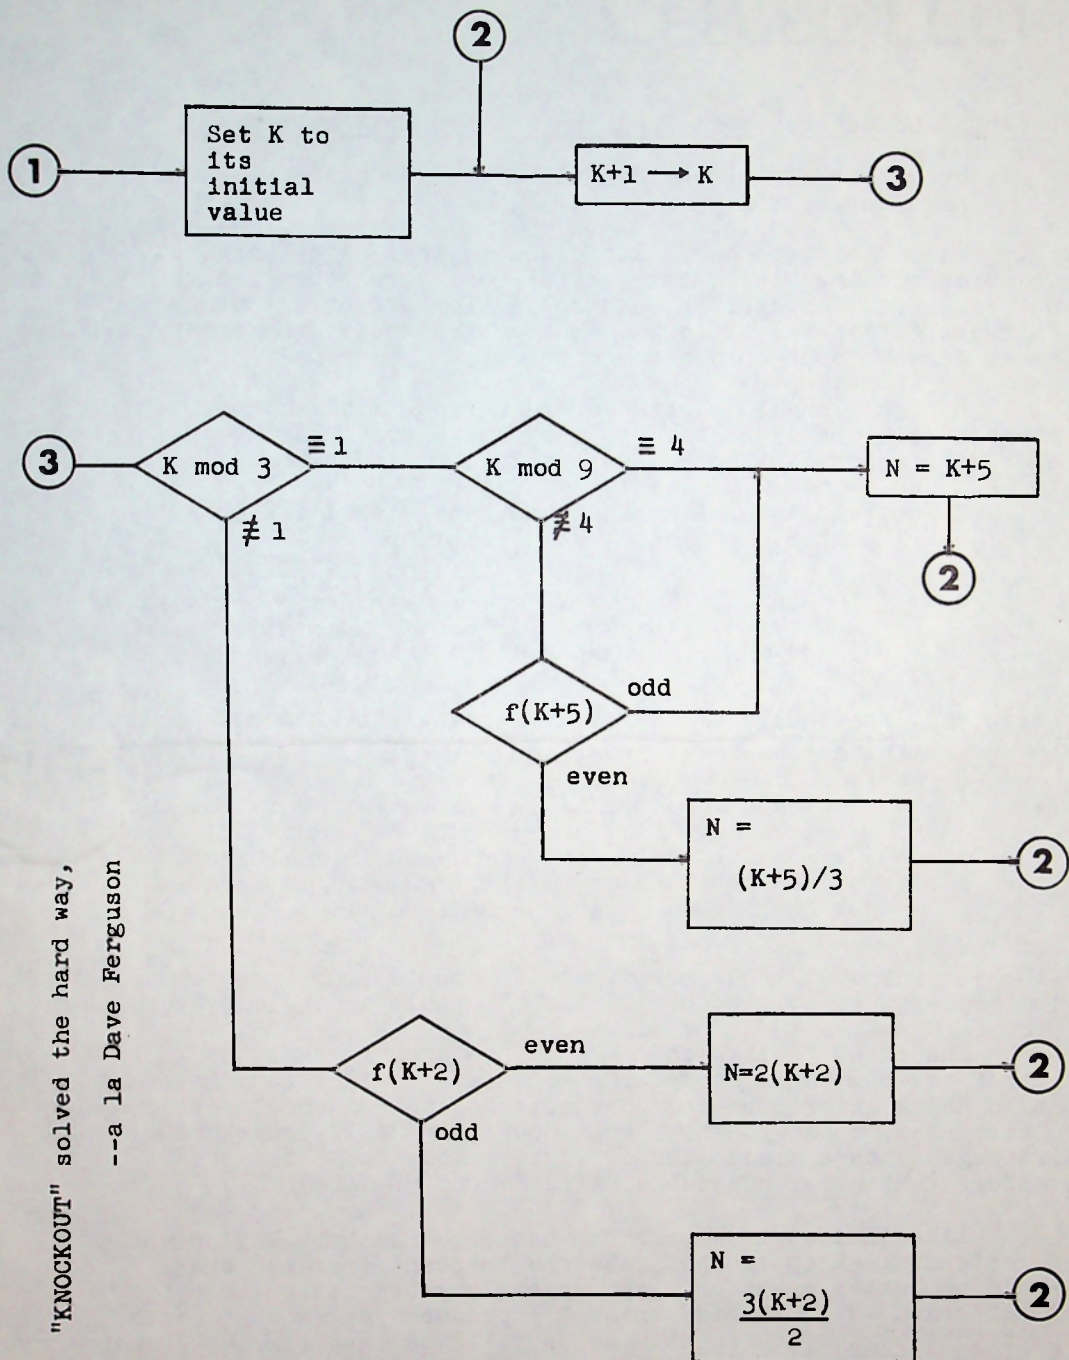 2
1
Set K to
its
initial
value
K+1 → K
3
3
K mod 3
≡ 1
≢ 1
K mod 9
≡ 4
≢ 4
N = K+5
2
f(K+5)
odd
even
N =
(K+5)/3
2
f(K+2)
even
N=2(K+2)
2
odd
N =
3(K+2)
2
2
"KNOCKOUT" solved the hard way,
--a la Dave Ferguson